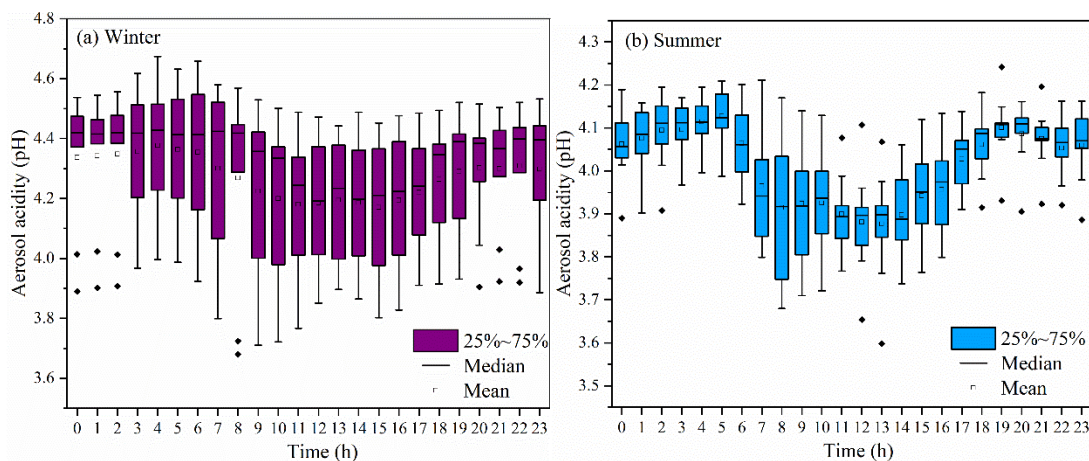 (a) Winter
Aerosol acidity (pH)
4.8
4.6
4.4
4.2
4.0
3.8
3.6
25%~75%
Median
Mean
0 1 2 3 4 5 6 7 8 9 10 11 12 13 14 15 16 17 18 19 20 21 22 23
Time (h)
(b) Summer
Aerosol acidity (pH)
4.3
4.2
4.1
4.0
3.9
3.8
3.7
3.6
3.5
25%~75%
Median
Mean
0 1 2 3 4 5 6 7 8 9 10 11 12 13 14 15 16 17 18 19 20 21 22 23
Time (h)